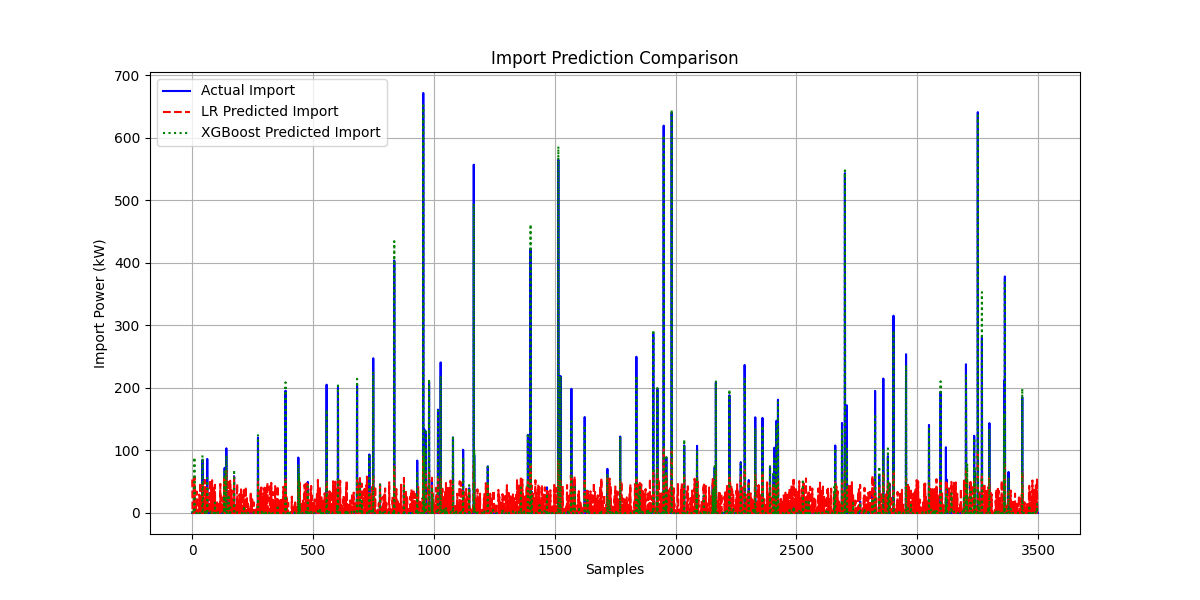 Import Prediction Comparison
Actual Import
LR Predicted Import
XGBoost Predicted Import
700
600
500
400
300
200
100
0
Import Power (kW)
0 500 1000 1500 2000 2500 3000 3500
Samples